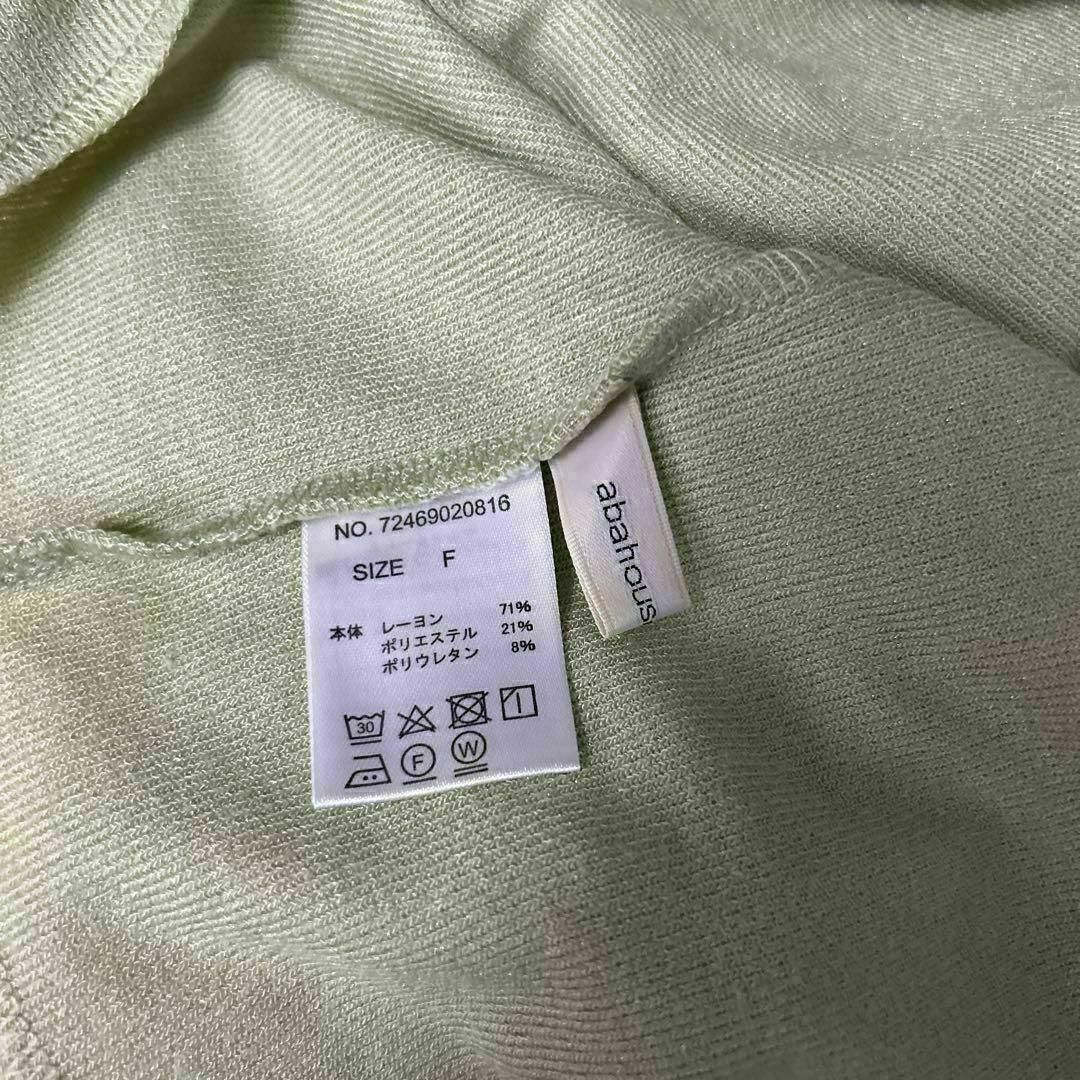 NO. 72469020816
SIZE F
本体 レーヨン 71%
ポリエステル 21%
ポリウレタン 8%
30
F W
abahous